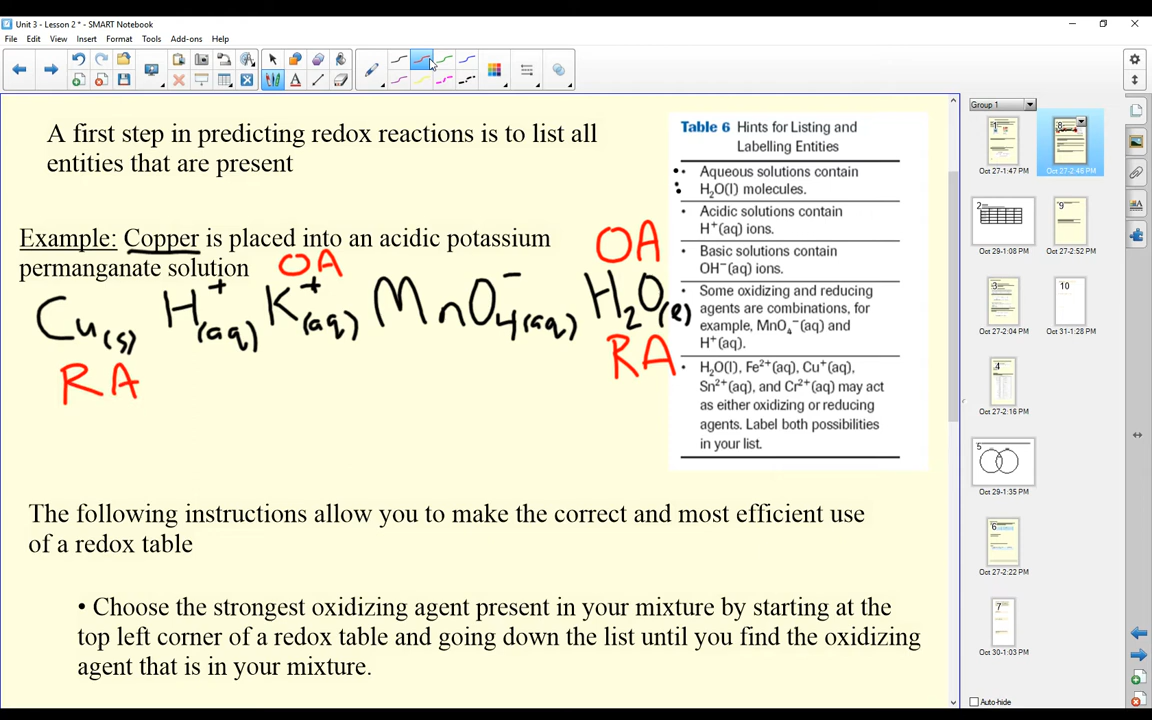 Unit 3 - Lesson 2 * - SMART Notebook
File Edit View Insert Format Tools Add-ons Help
A first step in predicting redox reactions is to list all
entities that are present
Example: Copper is placed into an acidic potassium
permanganate solution
OA OA
Cu(s) H⁺(aq) K⁺(aq) MnO₄⁻(aq) H₂O(l)
RA RA
Table 6 Hints for Listing and
Labelling Entities
• Aqueous solutions contain
H₂O(l) molecules.
• Acidic solutions contain
H⁺(aq) ions.
• Basic solutions contain
OH⁻(aq) ions.
• Some oxidizing and reducing
agents are combinations, for
example, MnO₄⁻(aq) and
H⁺(aq).
• H₂O(l), Fe²⁺(aq), Cu⁺(aq),
Sn²⁺(aq), and Cr²⁺(aq) may act
as either oxidizing or reducing
agents. Label both possibilities
in your list.
The following instructions allow you to make the correct and most efficient use
of a redox table
• Choose the strongest oxidizing agent present in your mixture by starting at the
top left corner of a redox table and going down the list until you find the oxidizing
agent that is in your mixture.
Group 1
1
Oct 27-1:47 PM
8
Oct 27-2:46 PM
2
Oct 29-1:08 PM
9
Oct 27-2:52 PM
3
Oct 27-2:04 PM
10
Oct 31-1:28 PM
4
Oct 27-2:16 PM
5
Oct 29-1:35 PM
6
Oct 27-2:22 PM
7
Oct 30-1:03 PM
Auto-hide